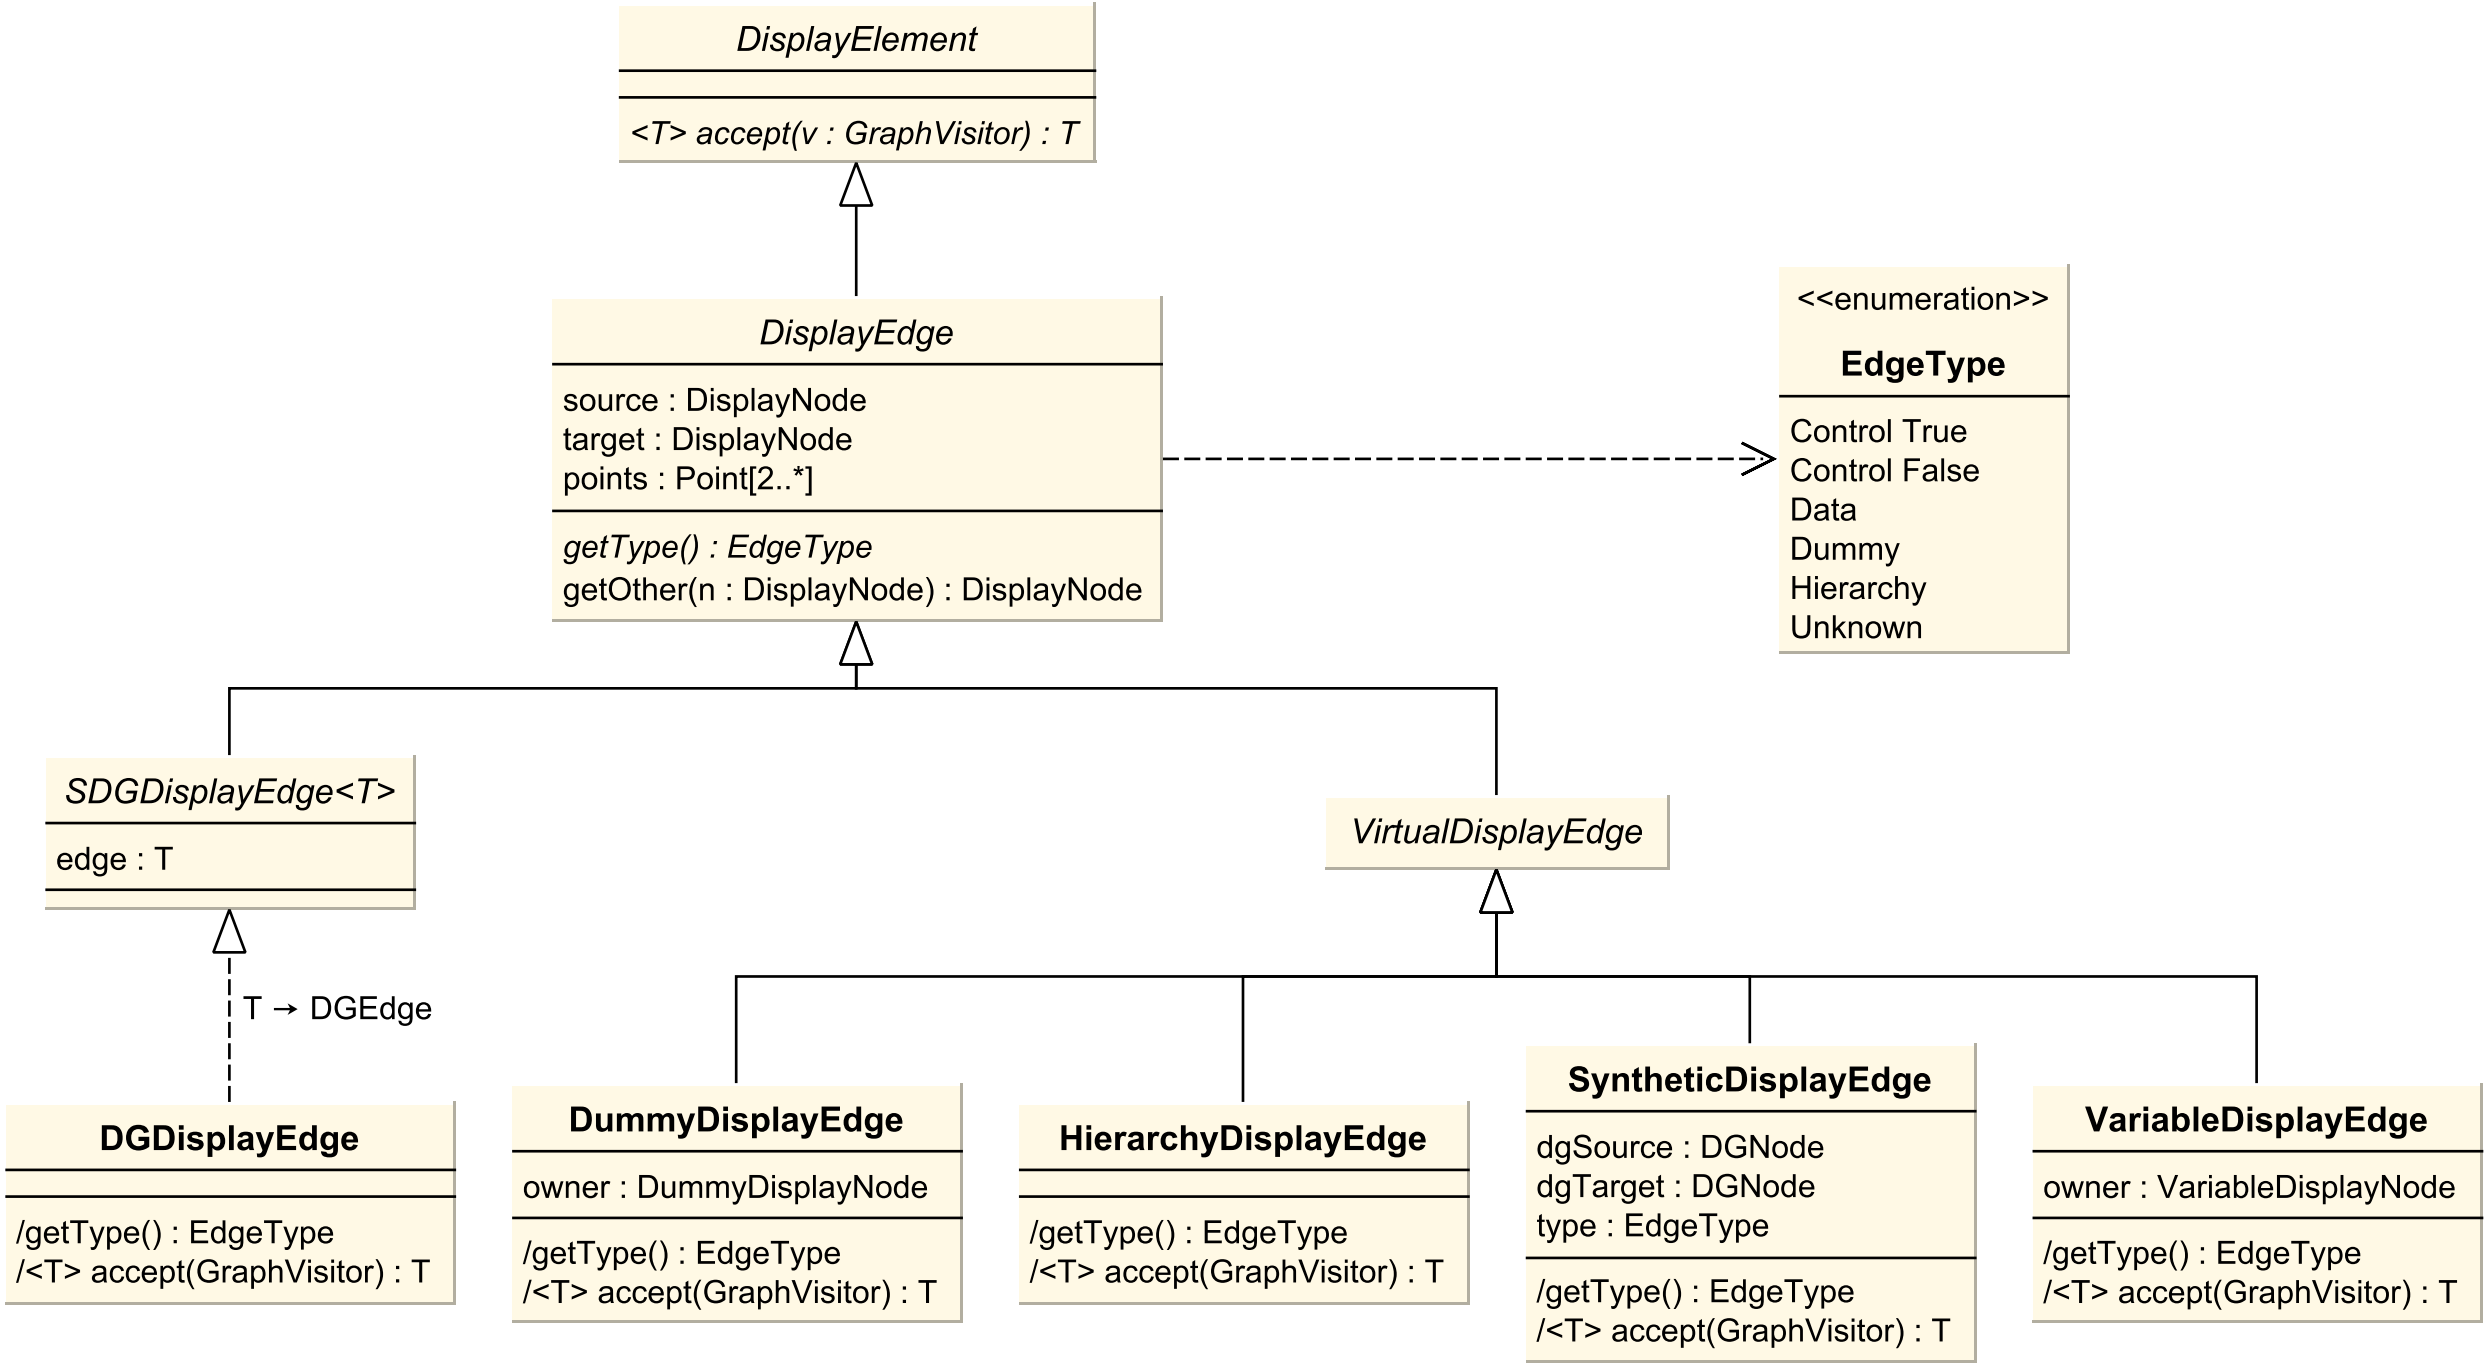 DisplayElement
<T> accept(v : GraphVisitor) : T
DisplayEdge
source : DisplayNode
target : DisplayNode
points : Point[2..*]
getType() : EdgeType
getOther(n : DisplayNode) : DisplayNode
<<enumeration>>
EdgeType
Control True
Control False
Data
Dummy
Hierarchy
Unknown
SDGDisplayEdge<T>
edge : T
VirtualDisplayEdge
T → DGEdge
DGDisplayEdge
/getType() : EdgeType
/<T> accept(GraphVisitor) : T
DummyDisplayEdge
owner : DummyDisplayNode
/getType() : EdgeType
/<T> accept(GraphVisitor) : T
HierarchyDisplayEdge
/getType() : EdgeType
/<T> accept(GraphVisitor) : T
SyntheticDisplayEdge
dgSource : DGNode
dgTarget : DGNode
type : EdgeType
/getType() : EdgeType
/<T> accept(GraphVisitor) : T
VariableDisplayEdge
owner : VariableDisplayNode
/getType() : EdgeType
/<T> accept(GraphVisitor) : T